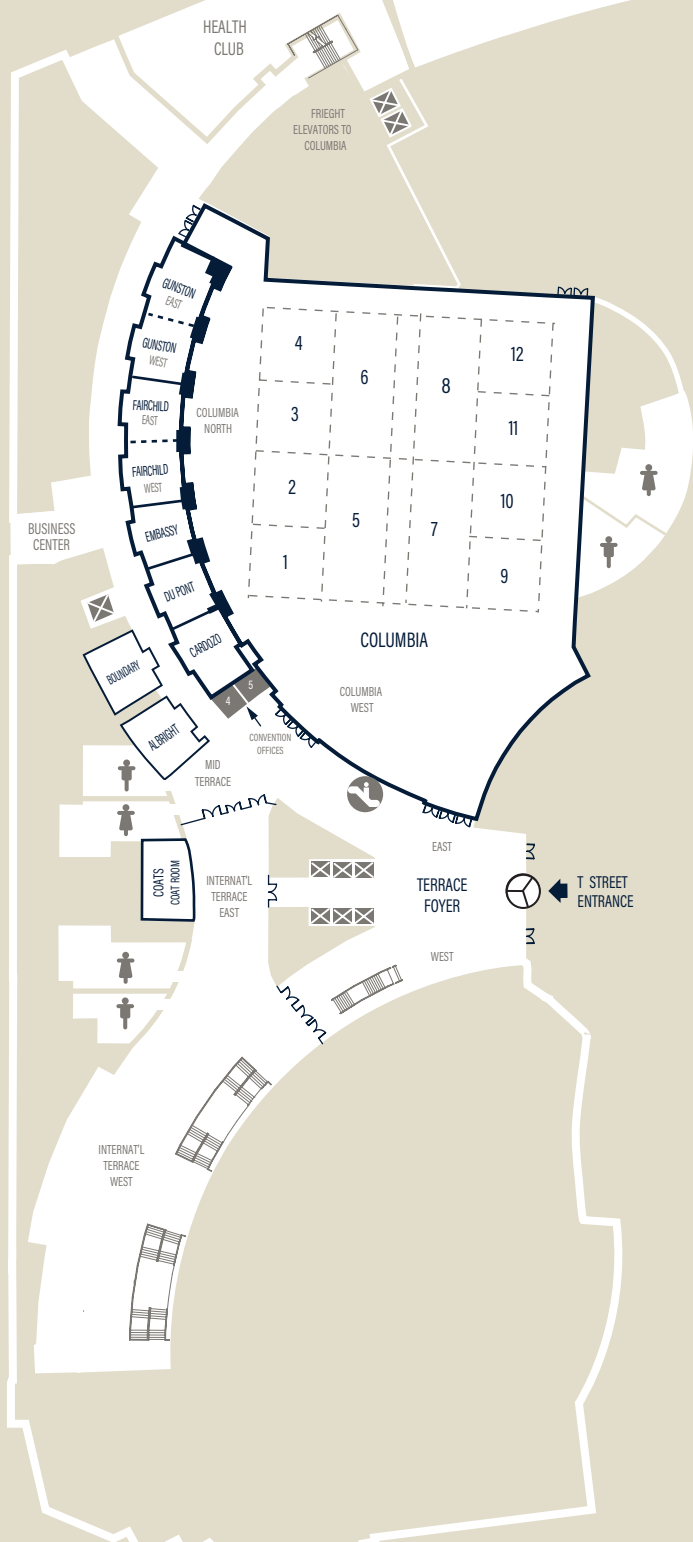 HEALTH
CLUB
FRIEGHT
ELEVATORS TO
COLUMBIA
GUNSTON
EAST
GUNSTON
WEST
FAIRCHILD
EAST
FAIRCHILD
WEST
EMBASSY
DU PONT
CARDOZO
COLUMBIA
NORTH
4
3
2
1
6
5
8
7
12
11
10
9
COLUMBIA
COLUMBIA
WEST
BUSINESS
CENTER
BOUNDARY
ALBRIGHT
4
5
CONVENTION
OFFICES
MID
TERRACE
COATS
COAT ROOM
INTERNAT'L
TERRACE
EAST
EAST
TERRACE
FOYER
WEST
T STREET
ENTRANCE
INTERNAT'L
TERRACE
WEST